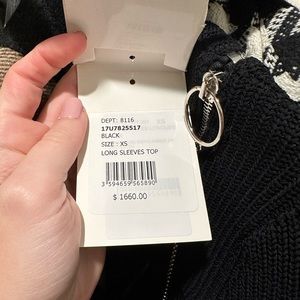 DEPT: 8116
17U7825517
BLACK
SIZE : XS
LONG SLEEVES TOP
3 594659 565890
$ 1660.00